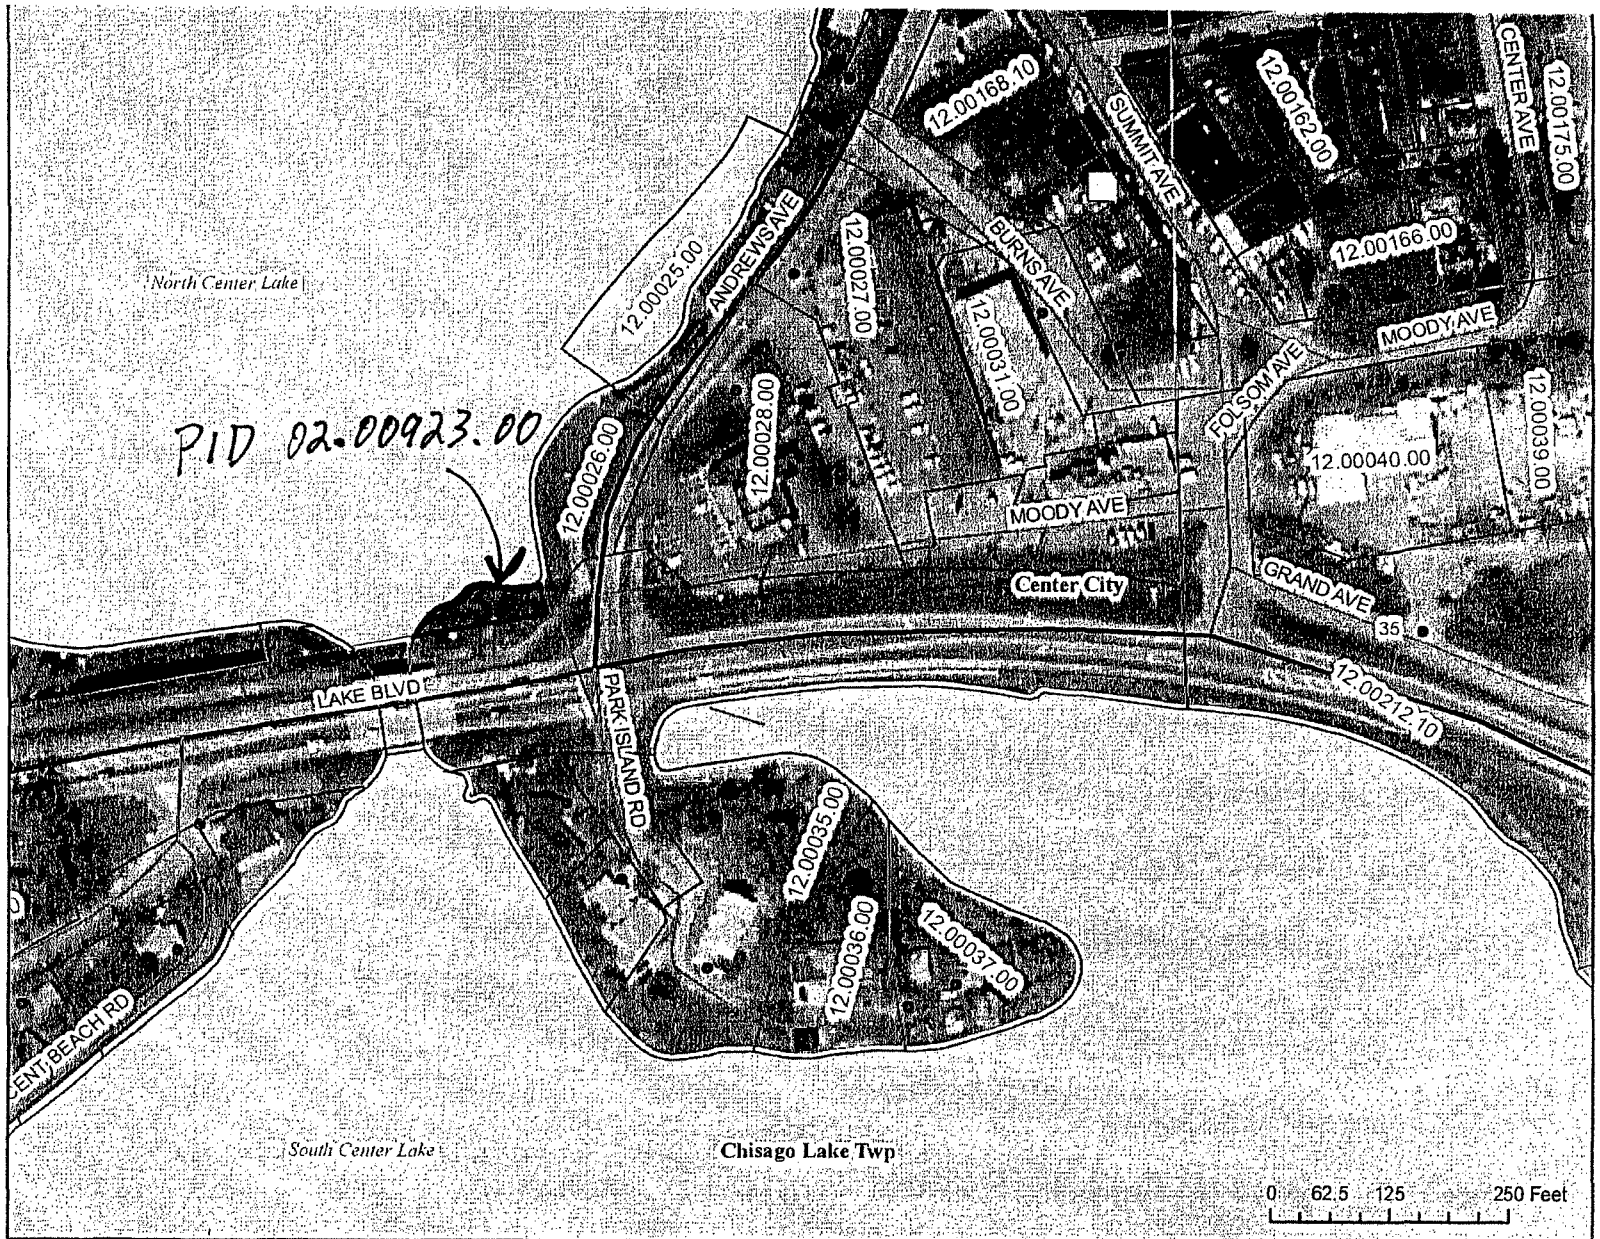 12.00168.10
SUMMIT AVE
12.00162.00
CENTER AVE
12.00175.00
North Center Lake
12.00025.00
ANDREWS AVE
12.00027.00
BURNS AVE
12.00166.00
12.00031.00
MOODY AVE
FOLSOM AVE
PID 02.00923.00
12.00026.00
12.00028.00
12.00040.00
12.00039.00
MOODY AVE
Center City
GRAND AVE
35
LAKE BLVD
PARK ISLAND RD
12.00212.10
12.00035.00
12.00036.00
12.00037.00
0
CENT BEACH RD
South Center Lake
Chisago Lake Twp
0 62.5 125 250 Feet